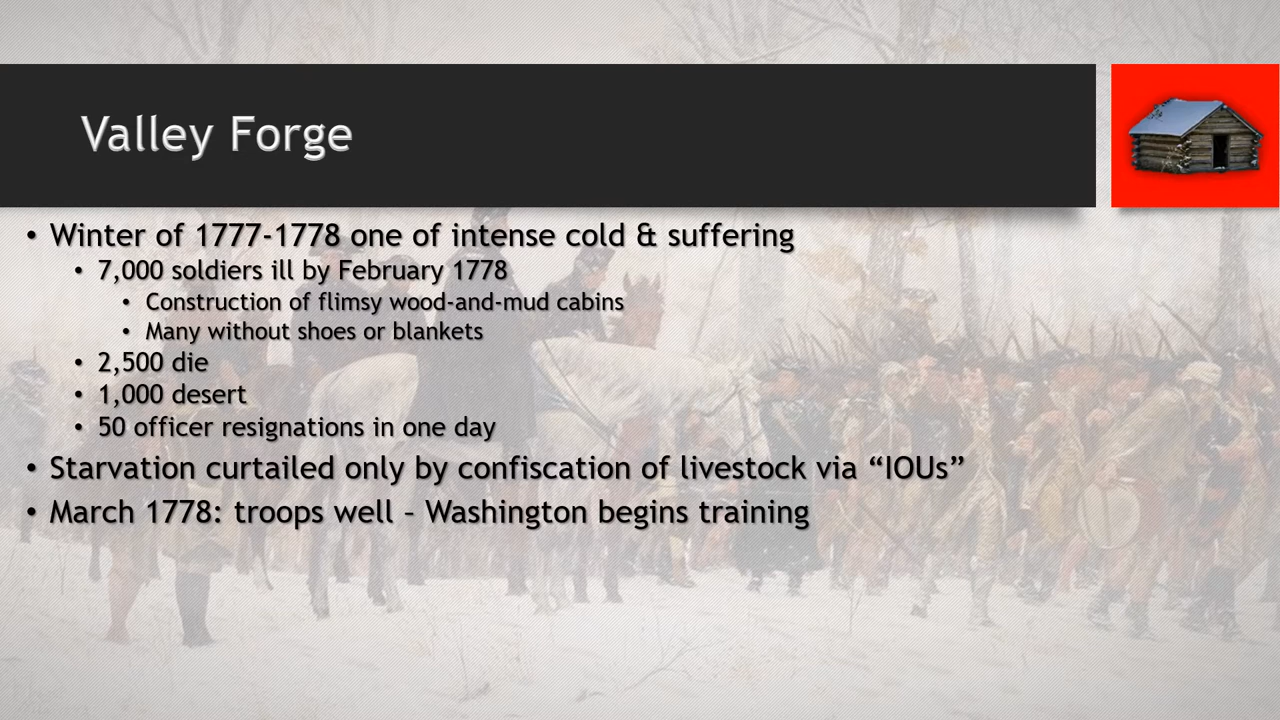 Valley Forge
• Winter of 1777-1778 one of intense cold & suffering
• 7,000 soldiers ill by February 1778
• Construction of flimsy wood-and-mud cabins
• Many without shoes or blankets
• 2,500 die
• 1,000 desert
• 50 officer resignations in one day
• Starvation curtailed only by confiscation of livestock via “IOUs”
• March 1778: troops well – Washington begins training